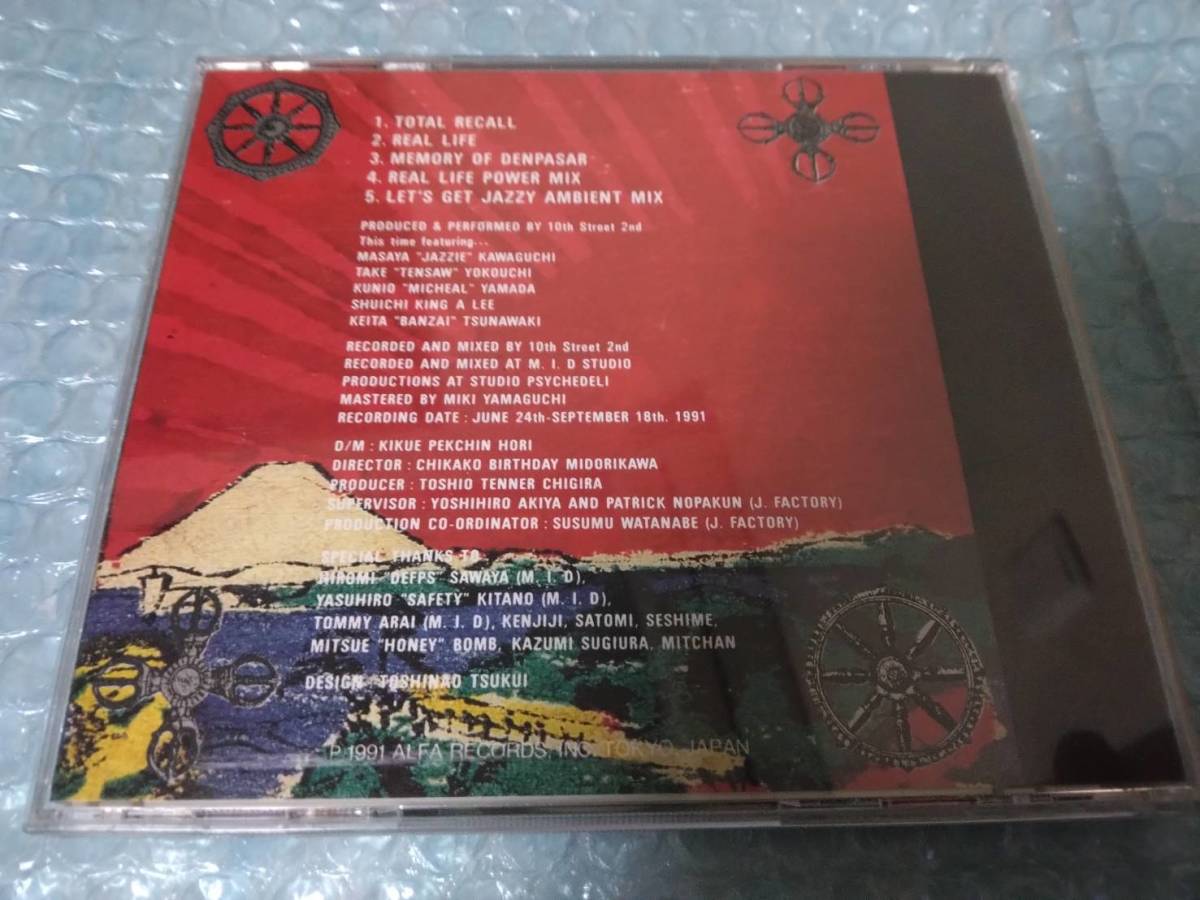 1. TOTAL RECALL
2. REAL LIFE
3. MEMORY OF DENPASAR
4. REAL LIFE POWER MIX
5. LET'S GET JAZZY AMBIENT MIX
PRODUCED & PERFORMED BY 10th Street 2nd
This time featuring...
MASAYA "JAZZIE" KAWAGUCHI
TAKE "TENSAW" YOKOUCHI
KUNIO "MICHEAL" YAMADA
SHUICHI KING A LEE
KEITA "BANZAI" TSUNAWAKI
RECORDED AND MIXED BY 10th Street 2nd
RECORDED AND MIXED AT M. I. D STUDIO
PRODUCTIONS AT STUDIO PSYCHEDELI
MASTERED BY MIKI YAMAGUCHI
RECORDING DATE : JUNE 24th-SEPTEMBER 18th. 1991
D/M : KIKUE PEKCHIN HORI
DIRECTOR : CHIKAKO BIRTHDAY MIDORIKAWA
PRODUCER : TOSHIO TENNER CHIGIRA
SUPERVISOR : YOSHIHIRO AKIYA AND PATRICK NOPAKUN (J. FACTORY)
PRODUCTION CO-ORDINATOR : SUSUMU WATANABE (J. FACTORY)
SPECIAL THANKS TO
HIROMI "DEFPS" SAWAYA (M. I. D),
YASUHIRO "SAFETY" KITANO (M. I. D),
TOMMY ARAI (M. I. D), KENJIJI, SATOMI, SESHIME,
MITSUE "HONEY" BOMB, KAZUMI SUGIURA, MITCHAN
DESIGN : TOSHINAO TSUKUI
P 1991 ALFA RECORDS, INC. TOKYO, JAPAN